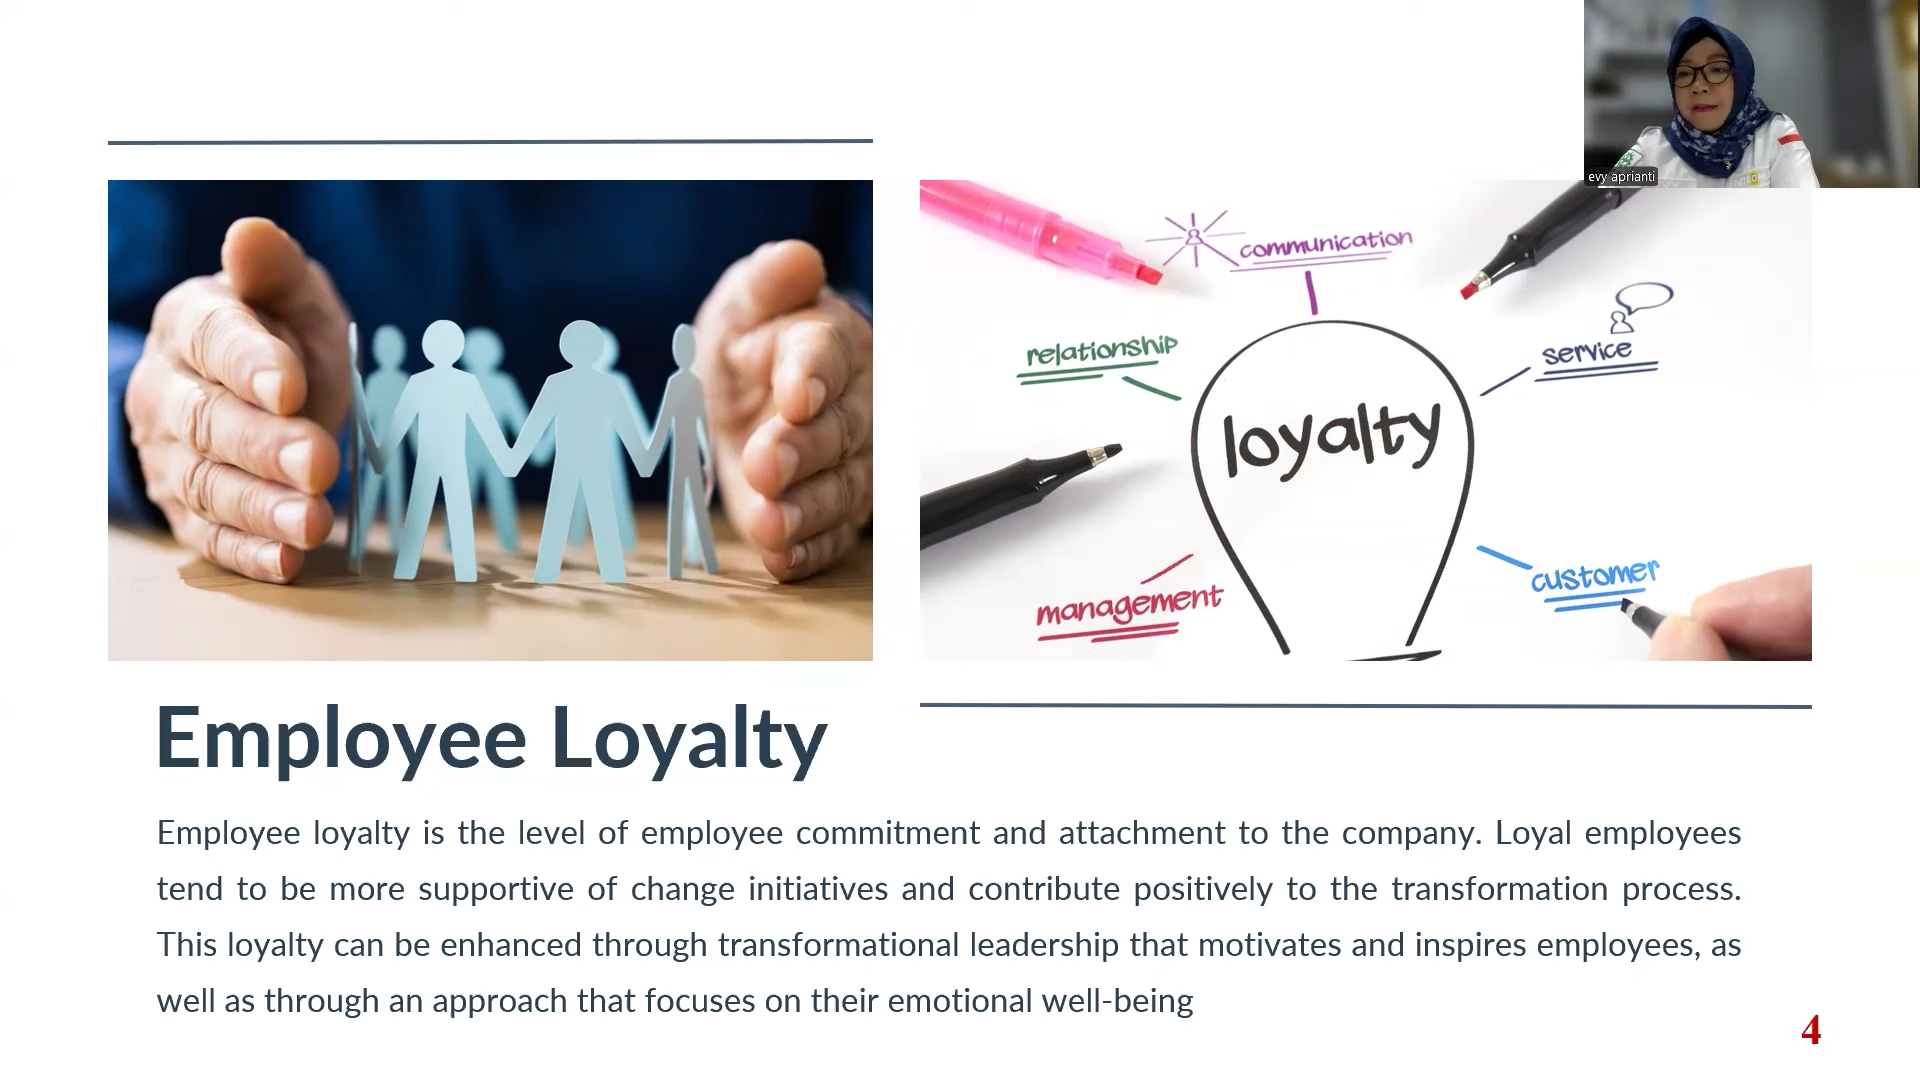 evy aprianti
communication
relationship
service
loyalty
customer
management
Employee Loyalty
Employee loyalty is the level of employee commitment and attachment to the company. Loyal employees
tend to be more supportive of change initiatives and contribute positively to the transformation process.
This loyalty can be enhanced through transformational leadership that motivates and inspires employees, as
well as through an approach that focuses on their emotional well-being
4